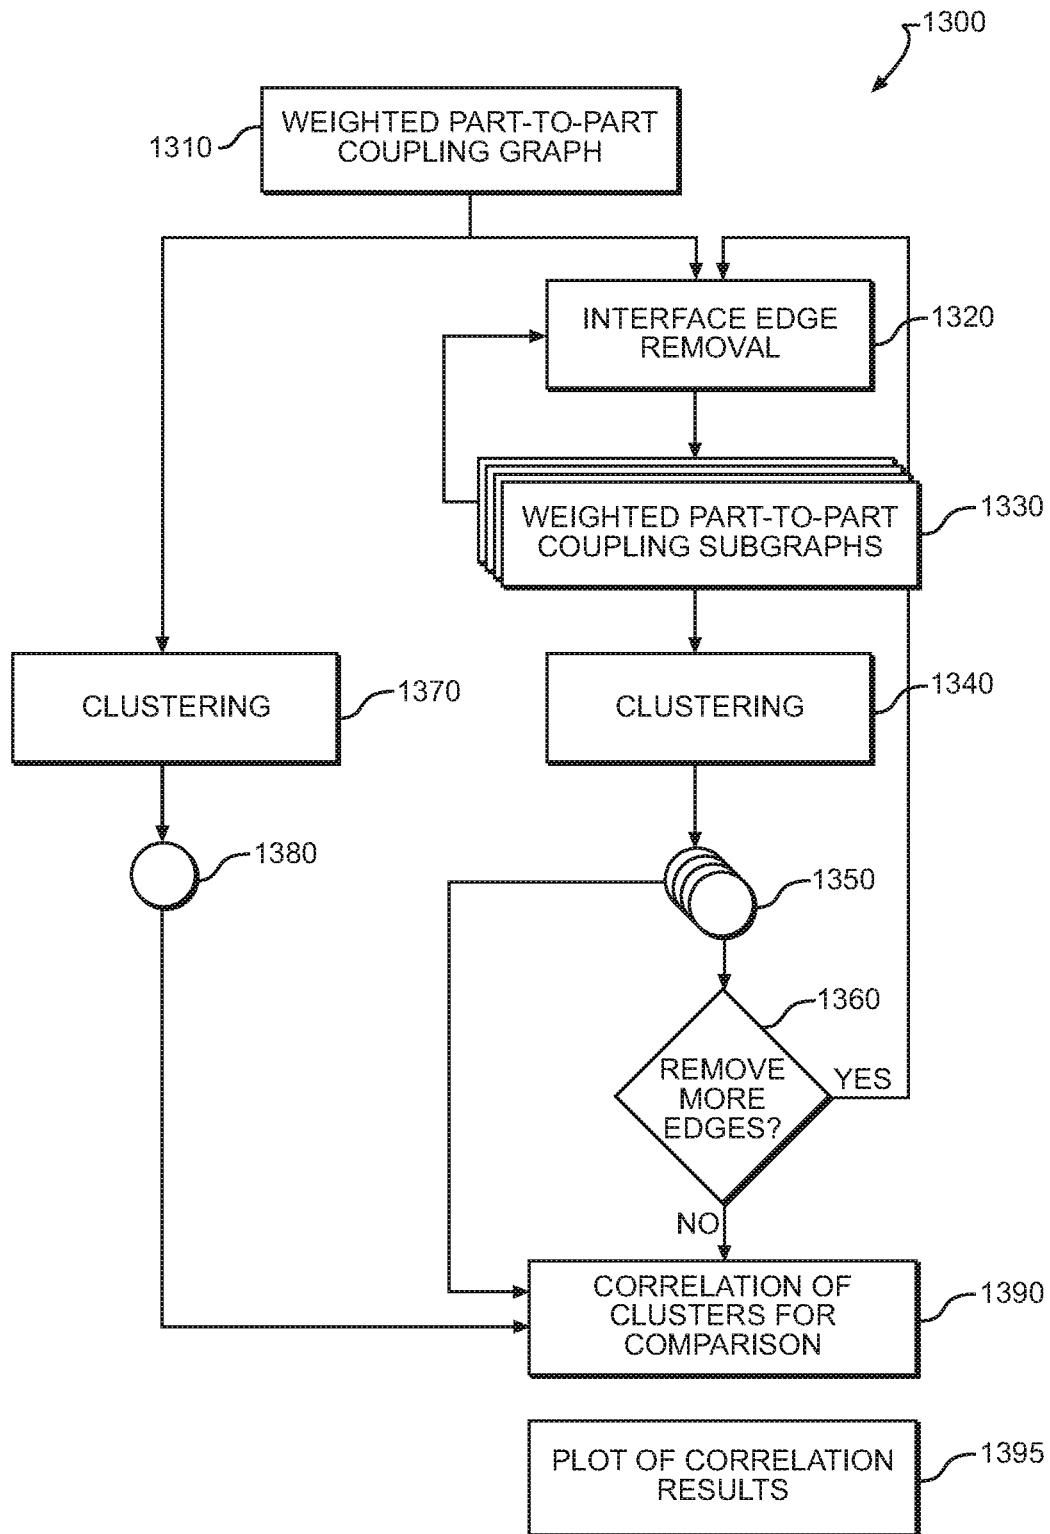 1300
WEIGHTED PART-TO-PART
COUPLING GRAPH
1310
INTERFACE EDGE
REMOVAL
1320
WEIGHTED PART-TO-PART
COUPLING SUBGRAPHS
1330
CLUSTERING
1370
CLUSTERING
1340
1380
1350
1360
REMOVE
MORE
EDGES?
YES
NO
CORRELATION OF
CLUSTERS FOR
COMPARISON
1390
PLOT OF CORRELATION
RESULTS
1395